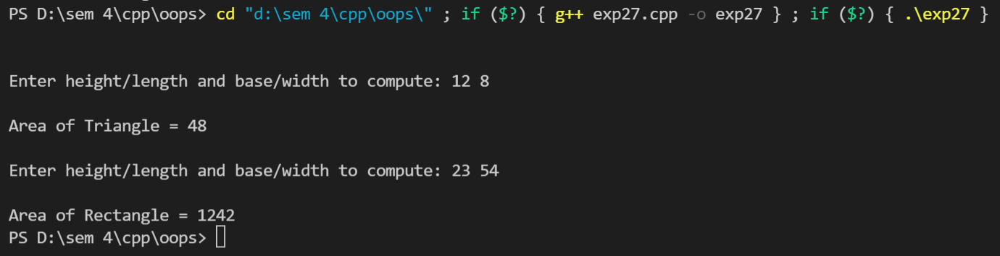 PS D:\sem 4\cpp\oops> cd "d:\sem 4\cpp\oops\" ; if ($?) { g++ exp27.cpp -o exp27 } ; if ($?) { .\exp27 }
Enter height/length and base/width to compute: 12 8
Area of Triangle = 48
Enter height/length and base/width to compute: 23 54
Area of Rectangle = 1242
PS D:\sem 4\cpp\oops>